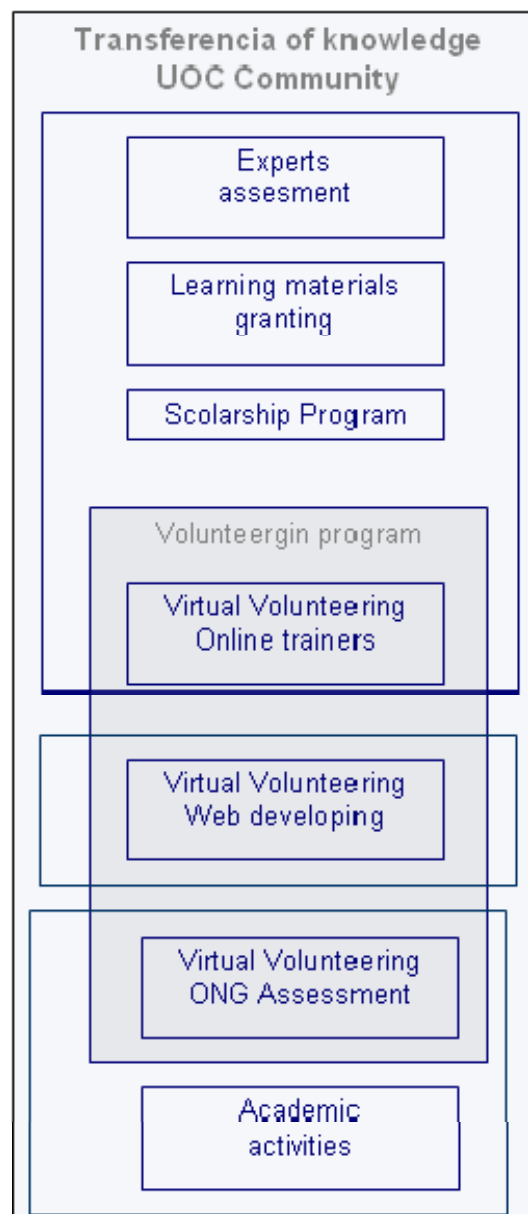 Transferencia of knowledge
UOC Community
Experts
assesment
Learning materials
granting
Scolarship Program
Volunteergin program
Virtual Volunteering
Online trainers
Virtual Volunteering
Web developing
Virtual Volunteering
ONG Assessment
Academic
activities